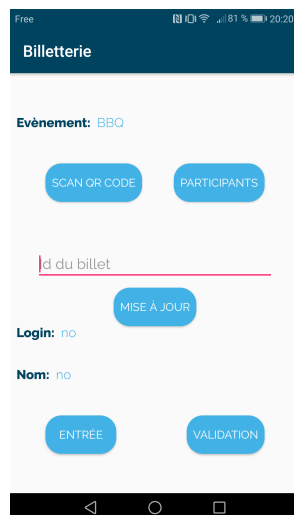 Free 81 % 20:20
Billetterie
Evènement: BBQ
SCAN QR CODE PARTICIPANTS
Id du billet
MISE À JOUR
Login: no
Nom: no
ENTRÉE VALIDATION